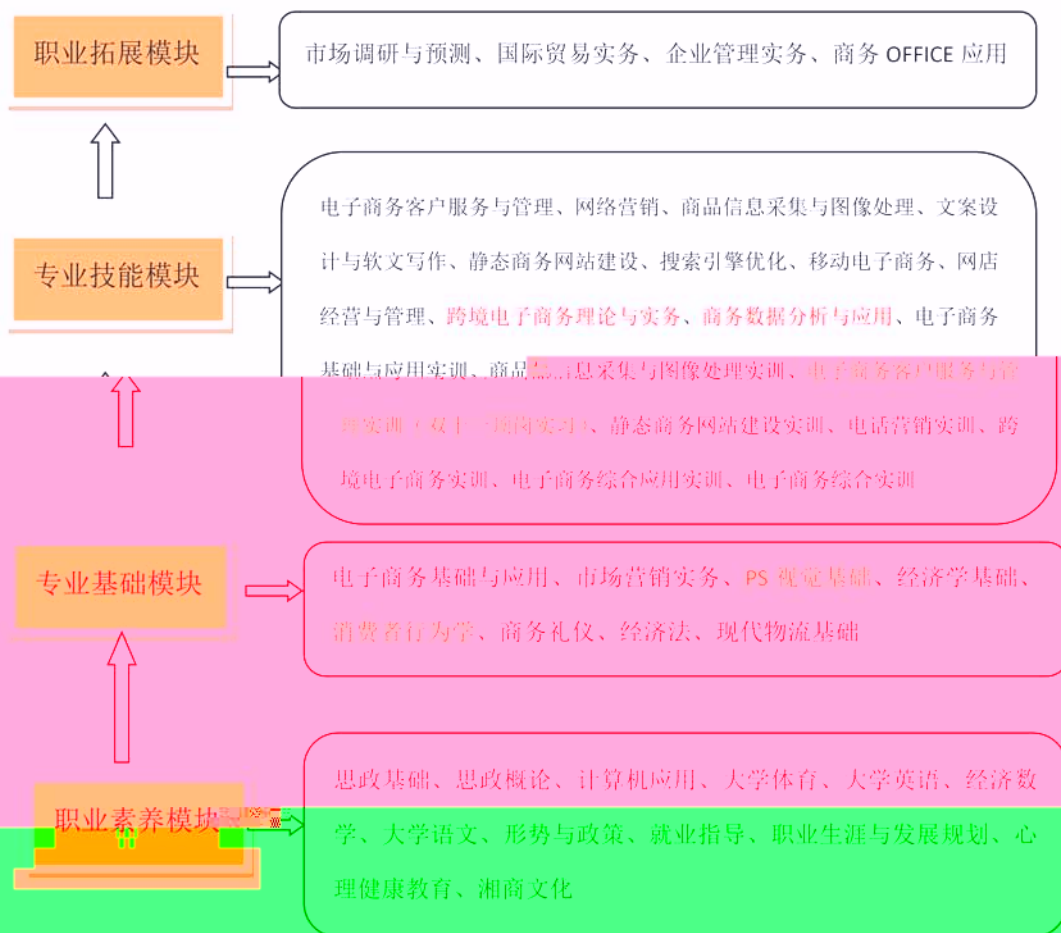 职业拓展模块
市场调研与预测、国际贸易实务、企业管理实务、商务 OFFICE 应用
专业技能模块
电子商务客户服务与管理、网络营销、商品信息采集与图像处理、文案设
计与软文写作、静态商务网站建设、搜索引擎优化、移动电子商务、网店
经营与管理、跨境电子商务理论与实务、商务数据分析与应用、电子商务
基础与应用实训、商品信息采集与图像处理实训、电子商务客户服务与管
理实训（双十一顶岗实习）、静态商务网站建设实训、电话营销实训、跨
境电子商务实训、电子商务综合应用实训、电子商务综合实训
专业基础模块
电子商务基础与应用、市场营销实务、PS 视觉基础、经济学基础、
消费者行为学、商务礼仪、经济法、现代物流基础
职业素养模块
思政基础、思政概论、计算机应用、大学体育、大学英语、经济数
学、大学语文、形势与政策、就业指导、职业生涯与发展规划、心
理健康教育、湘商文化